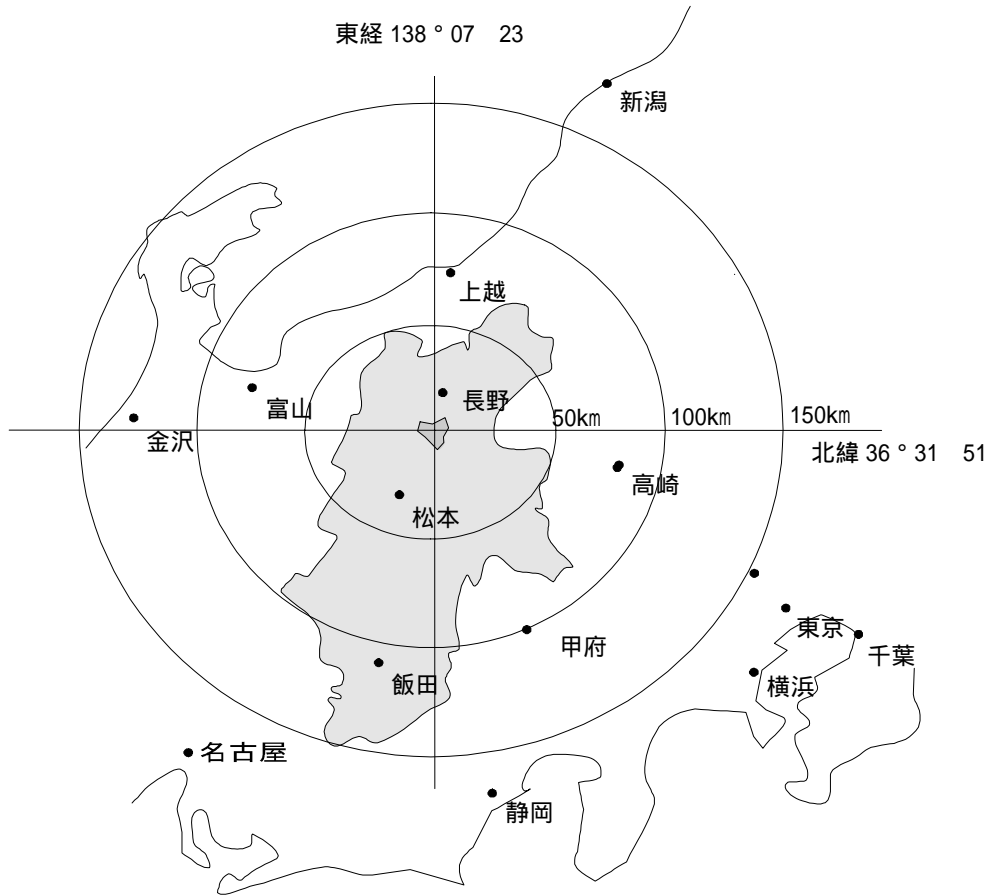 東経 138 ° 07 23
新潟
上越
長野
富山
50km
100km
150km
金沢
北緯 36 ° 31 51
高崎
松本
東京
甲府
千葉
飯田
横浜
名古屋
静岡